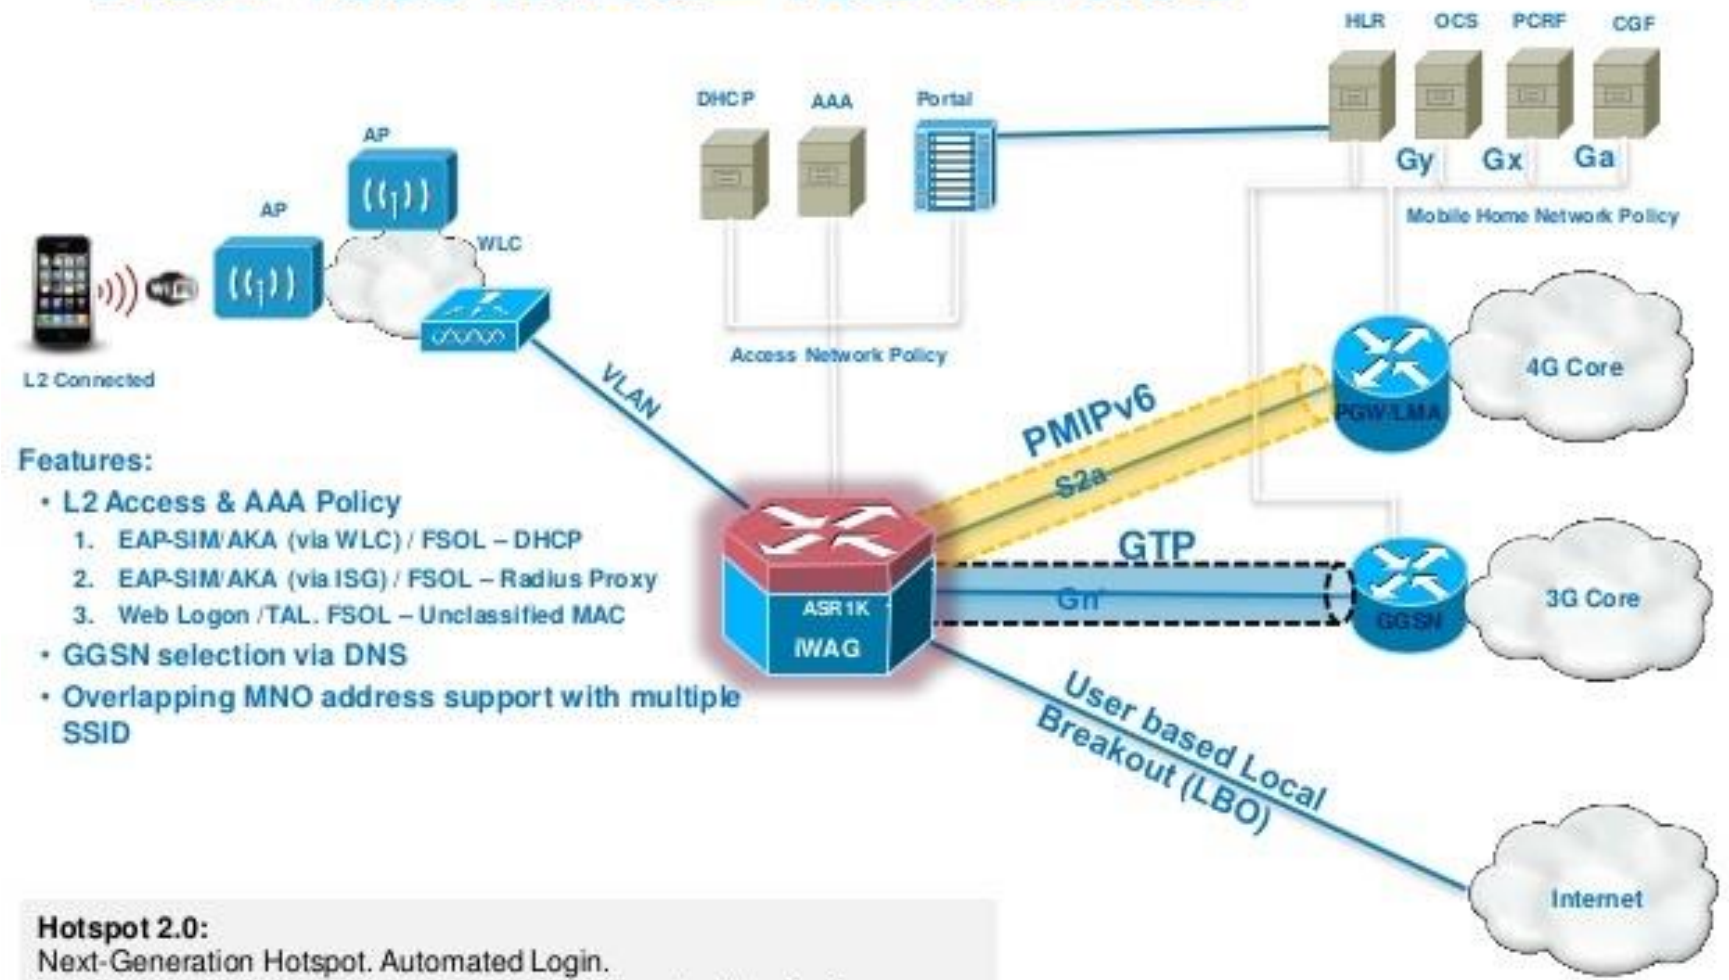 HLR
OCS
PCRF
CGF
DHCP
AAA
Portal
AP
AP
WLC
Gy
Gx
Ga
Mobile Home Network Policy
L2 Connected
Access Network Policy
VLAN
PMIPv6
S2a
PGW/LMA
4G Core
GTP
Gn'
GGSN
3G Core
ASR1K
iWAG
User based Local
Breakout (LBO)
Internet
Features:
• L2 Access & AAA Policy
1. EAP-SIM/AKA (via WLC) / FSOL – DHCP
2. EAP-SIM/AKA (via ISG) / FSOL – Radius Proxy
3. Web Logon /TAL. FSOL – Unclassified MAC
• GGSN selection via DNS
• Overlapping MNO address support with multiple
SSID
Hotspot 2.0:
Next-Generation Hotspot. Automated Login.